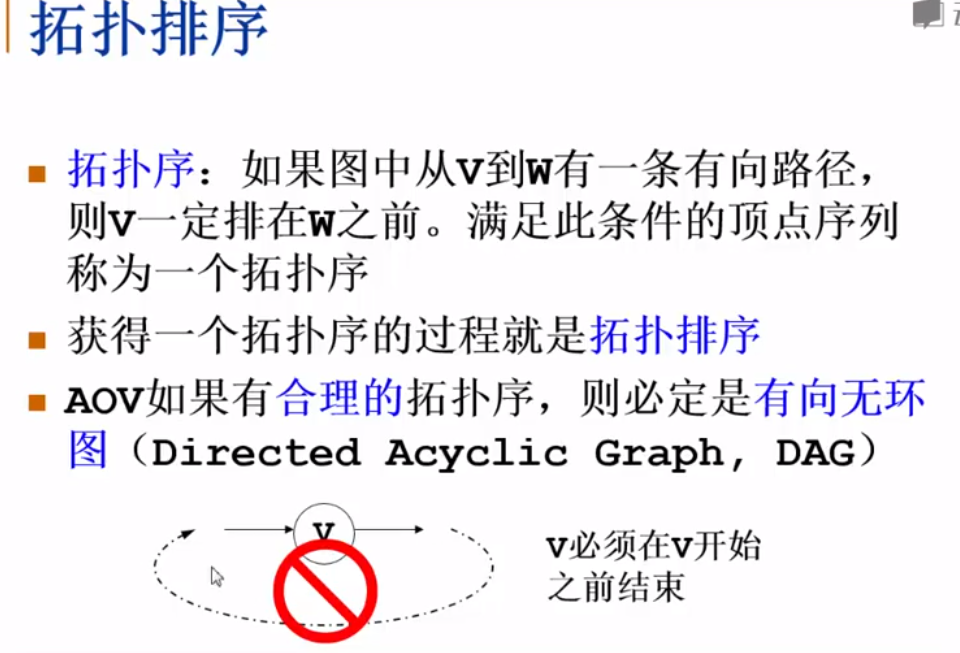 拓扑排序
拓扑序：如果图中从V到W有一条有向路径，
则V一定排在W之前。满足此条件的顶点序列
称为一个拓扑序
获得一个拓扑序的过程就是拓扑排序
AOV如果有合理的拓扑序，则必定是有向无环
图（Directed Acyclic Graph, DAG）
V
V必须在V开始
之前结束